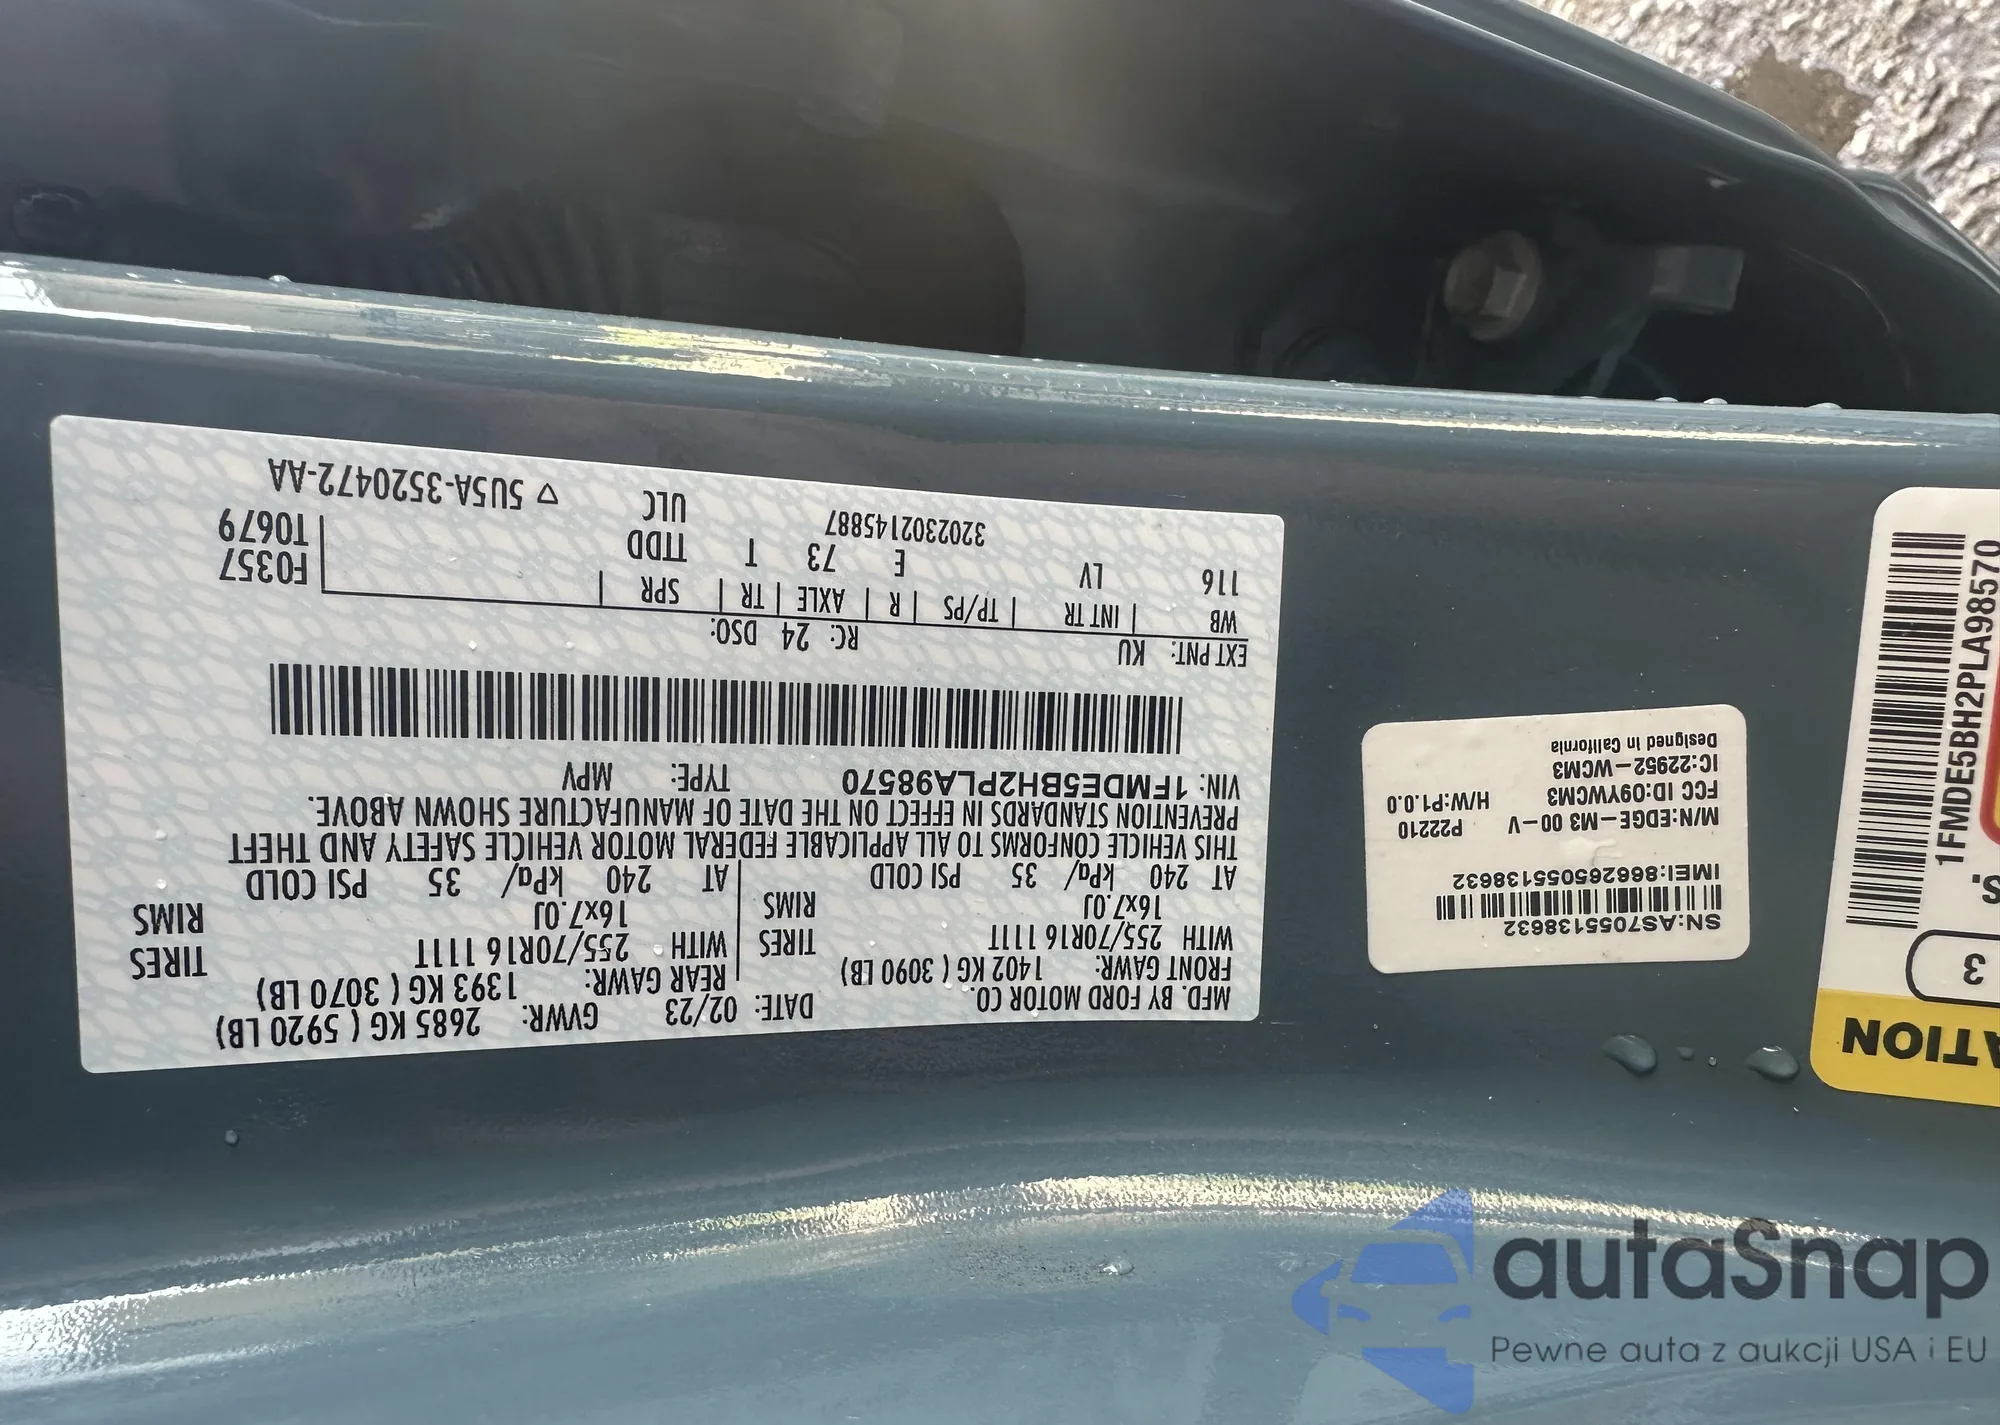 MFD. BY FORD MOTOR CO. DATE: 02/23 GVWR: 2685 KG ( 5920 LB)
FRONT GAWR: 1402 KG ( 3090 LB) REAR GAWR: 1393 KG ( 3070 LB)
WITH 255/70R16 111T TIRES WITH 255/70R16 111T TIRES
16x7.0J RIMS 16x7.0J RIMS
AT 240 kPa/ 35 PSI COLD AT 240 kPa/ 35 PSI COLD
THIS VEHICLE CONFORMS TO ALL APPLICABLE FEDERAL MOTOR VEHICLE SAFETY AND THEFT
PREVENTION STANDARDS IN EFFECT ON THE DATE OF MANUFACTURE SHOWN ABOVE.
VIN: 1FMDE5BH2PLA98570 TYPE: MPV
EXT PNT: KU RC: 24 DSO:
WB | INT TR | TP/PS | R | AXLE | TR | SPR F0357
116 LV E 73 T TTDD T0679
3202302145887 ULC ▽ 5U5A-3520472-AA
SN:AS7055138632
IMEI:866265055138632
M/N:EDGE-M3 00-V P22210
FCC ID:09YWCM3 H/W:P1.0.0
IC:22952-WCM3
Designed in California
1FMDE5BH2PLA98570
S.
3
ATION
autaSnap
Pewne auta z aukcji USA i EU